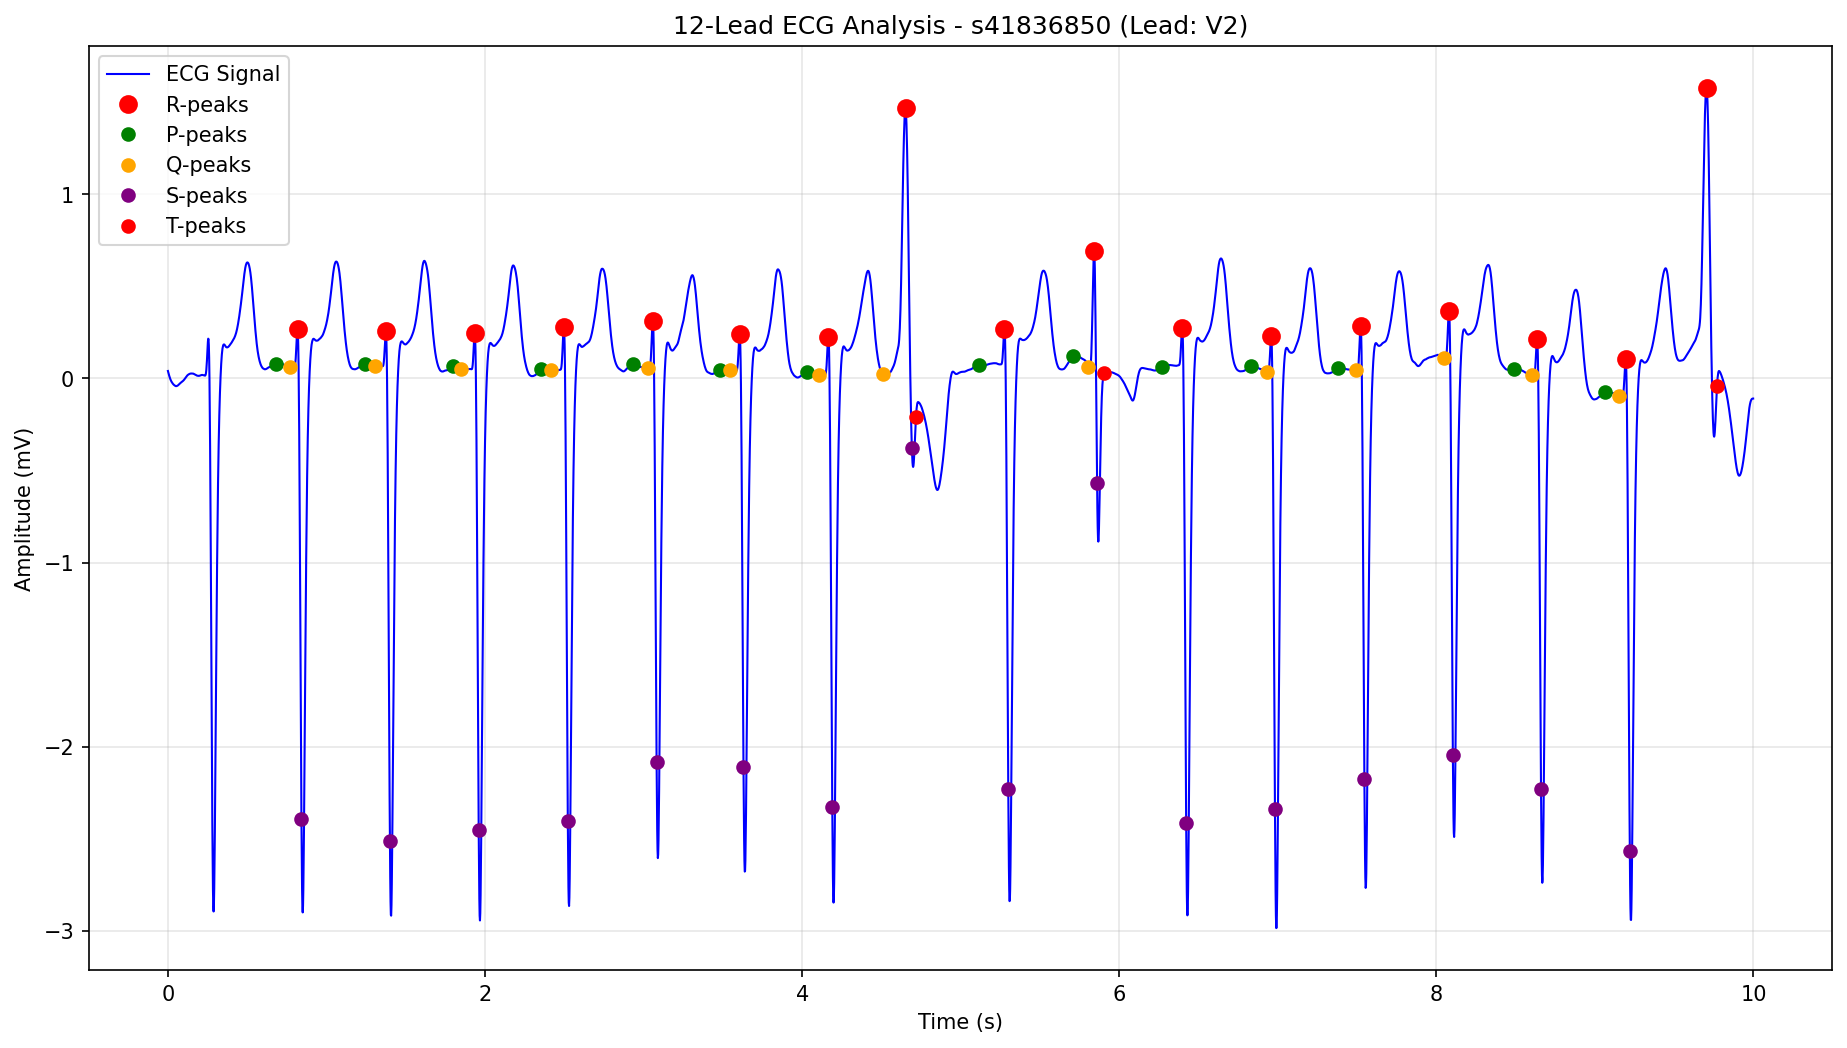 12-Lead ECG Analysis - s41836850 (Lead: V2)
ECG Signal
R-peaks
P-peaks
Q-peaks
S-peaks
T-peaks
Amplitude (mV)
1
0
−1
−2
−3
0 2 4 6 8 10
Time (s)